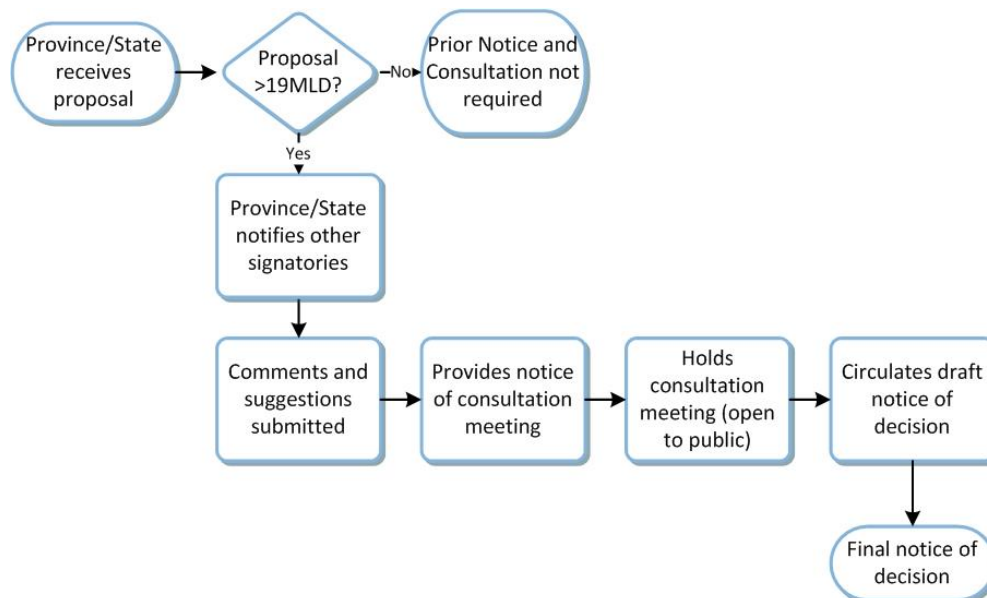 Province/State
receives
proposal
Proposal
>19MLD?
No
Prior Notice and
Consultation not
required
Yes
Province/State
notifies other
signatories
Comments and
suggestions
submitted
Provides notice
of consultation
meeting
Holds
consultation
meeting (open
to public)
Circulates draft
notice of
decision
Final notice of
decision